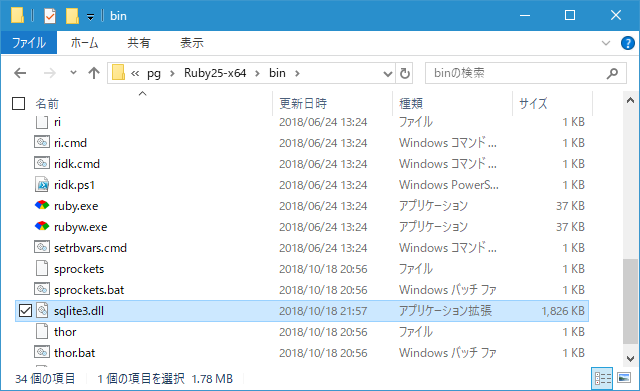 bin
ファイル ホーム 共有 表示
« pg > Ruby25-x64 > bin > binの検索
名前 更新日時 種類 サイズ
ri 2018/06/24 13:24 ファイル 1 KB
ri.cmd 2018/06/24 13:24 Windows コマンド ... 1 KB
ridk.cmd 2018/06/24 13:24 Windows コマンド ... 1 KB
ridk.ps1 2018/06/24 13:24 Windows PowerS... 1 KB
ruby.exe 2018/06/24 13:24 アプリケーション 37 KB
rubyw.exe 2018/06/24 13:24 アプリケーション 37 KB
setrbvars.cmd 2018/06/24 13:24 Windows コマンド ... 1 KB
sprockets 2018/10/18 20:56 ファイル 1 KB
sprockets.bat 2018/10/18 20:56 Windows バッチ ファ 1 KB
sqlite3.dll 2018/10/18 21:57 アプリケーション拡張 1,826 KB
thor 2018/10/18 20:56 ファイル 1 KB
thor.bat 2018/10/18 20:56 Windows バッチ ファ 1 KB
34 個の項目 1 個の項目を選択 1.78 MB